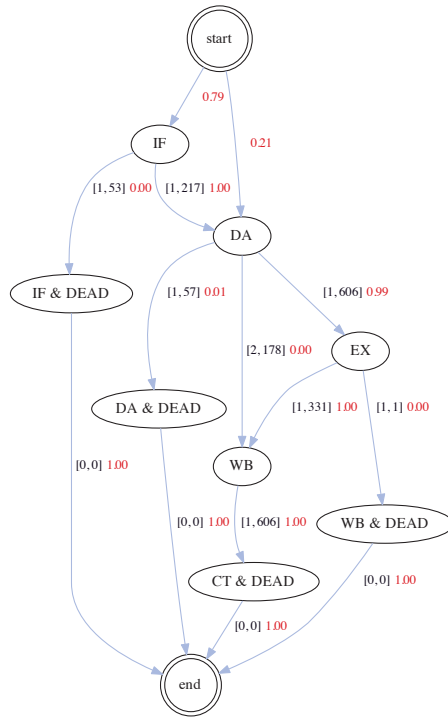 start
0.79
0.21
IF
[1, 53] 0.00
[1, 217] 1.00
DA
IF & DEAD
[1, 57] 0.01
[1, 606] 0.99
[2, 178] 0.00
EX
DA & DEAD
[1, 331] 1.00
[1, 1] 0.00
WB
[0, 0] 1.00
[0, 0] 1.00
[1, 606] 1.00
WB & DEAD
CT & DEAD
[0, 0] 1.00
[0, 0] 1.00
end